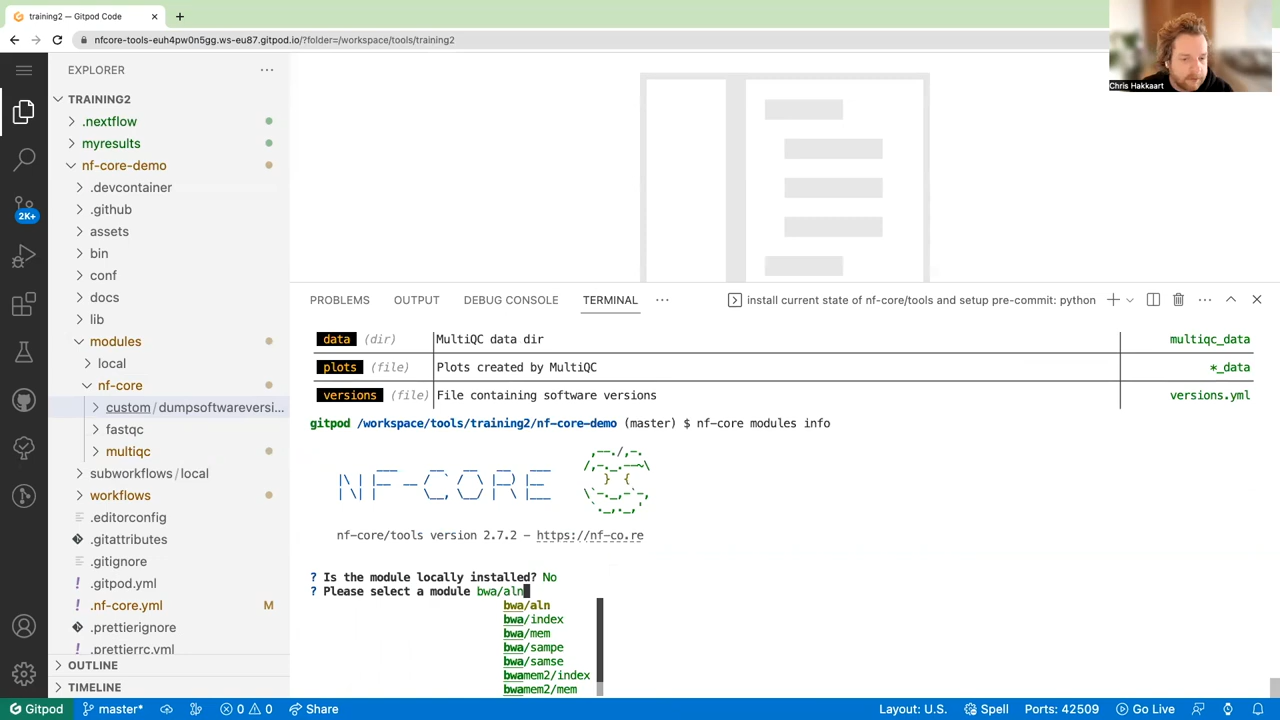 training2 — Gitpod Code
nfcore-tools-euh4pw0n5gg.ws-eu87.gitpod.io/?folder=/workspace/tools/training2
Chris Hakkaart
EXPLORER
TRAINING2
.nextflow
myresults
nf-core-demo
.devcontainer
.github
assets
bin
conf
docs
lib
modules
local
nf-core
custom / dumpsoftwareversi...
fastqc
multiqc
subworkflows / local
workflows
.editorconfig
.gitattributes
.gitignore
.gitpod.yml
.nf-core.yml M
.prettierignore
.prettierrc.yml
OUTLINE
TIMELINE
2K+
PROBLEMS OUTPUT DEBUG CONSOLE TERMINAL
install current state of nf-core/tools and setup pre-commit: python
data (dir) MultiQC data dir multiqc_data
plots (file) Plots created by MultiQC *_data
versions (file) File containing software versions versions.yml
gitpod /workspace/tools/training2/nf-core-demo (master) $ nf-core modules info
NF-CORE
nf-core/tools version 2.7.2 - https://nf-co.re
? Is the module locally installed? No
? Please select a module bwa/aln
bwa/aln
bwa/index
bwa/mem
bwa/sampe
bwa/samse
bwamem2/index
bwamem2/mem
Gitpod master* 0 0 Share Layout: U.S. Spell Ports: 42509 Go Live